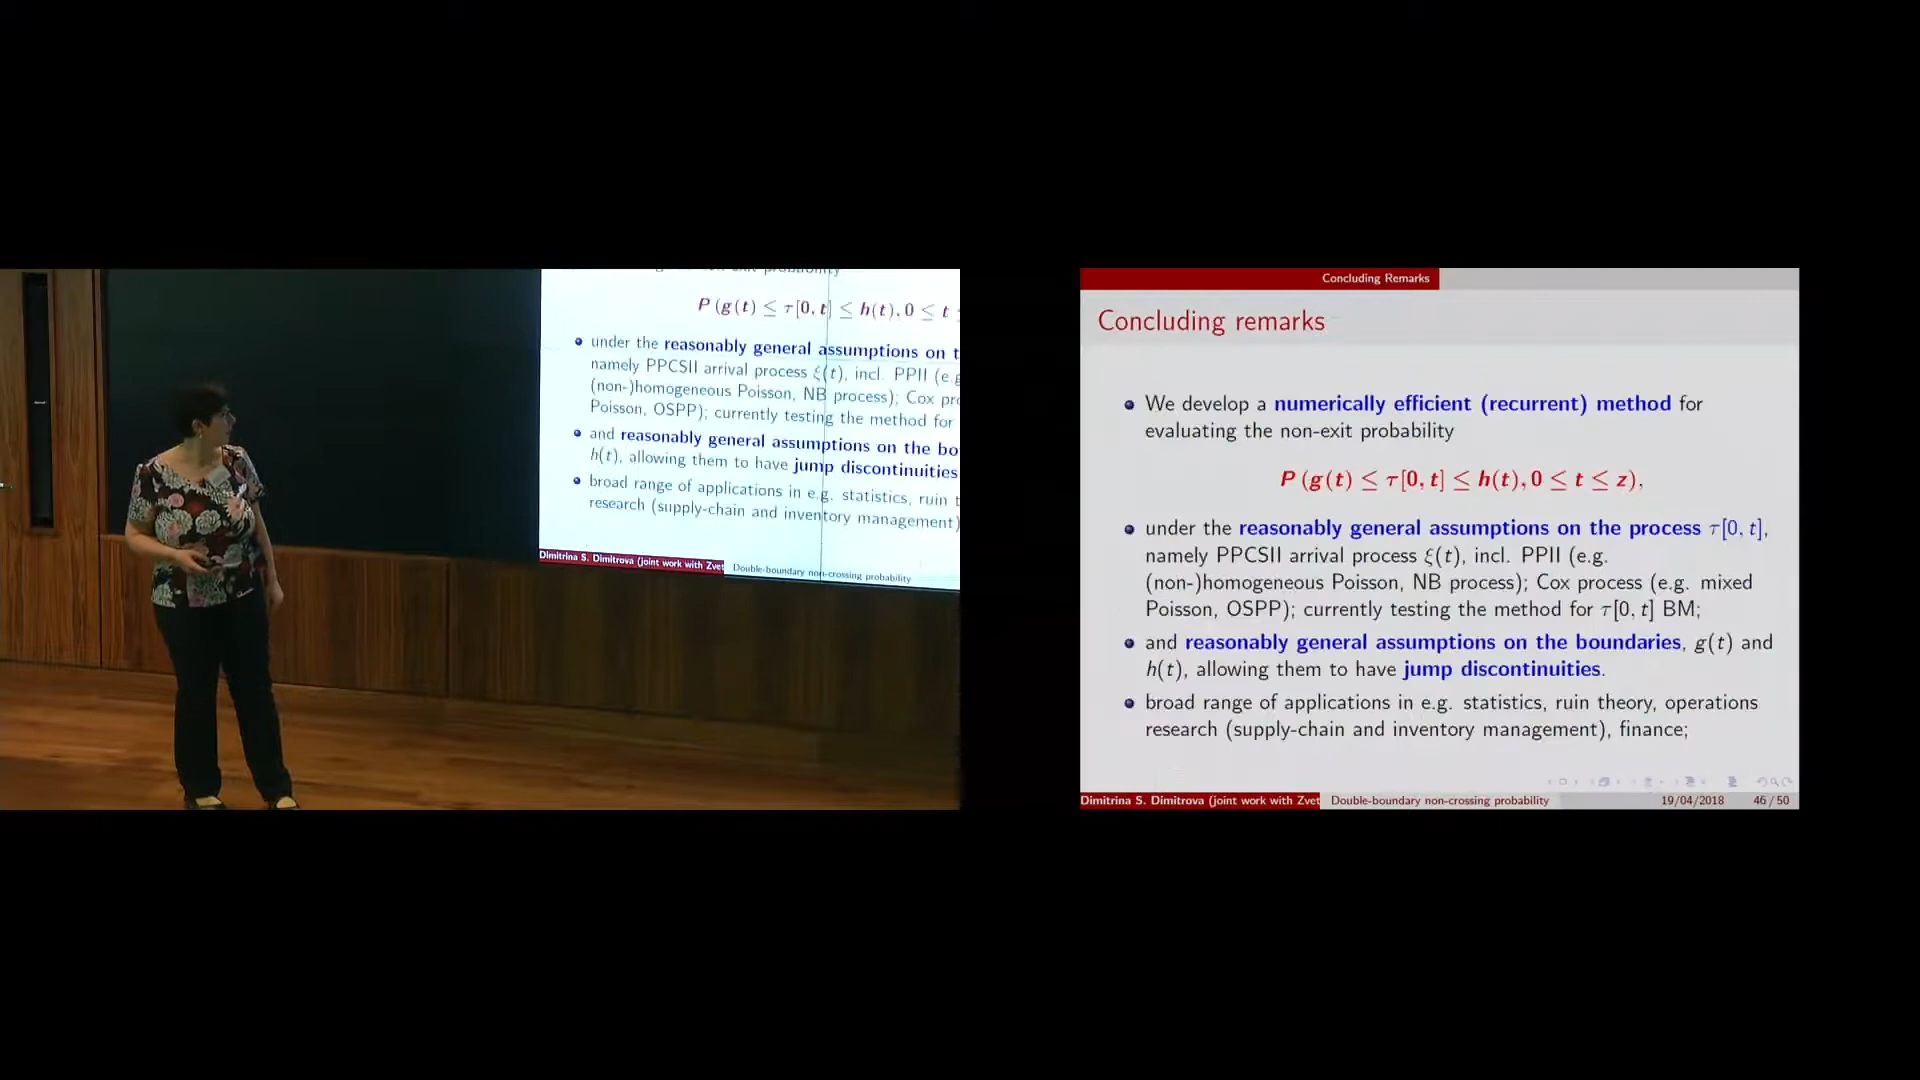 probability
P (g(t) ≤ τ[0, t] ≤ h(t), 0 ≤ t
under the reasonably general assumptions on t
namely PPCSII arrival process ξ(t), incl. PPII (e.g
(non-)homogeneous Poisson, NB process); Cox pro
Poisson, OSPP); currently testing the method for
and reasonably general assumptions on the bo
h(t), allowing them to have jump discontinuities
broad range of applications in e.g. statistics, ruin t
research (supply-chain and inventory management)
Dimitrina S. Dimitrova (joint work with Zvet Double-boundary non-crossing probability
Concluding Remarks
Concluding remarks
We develop a numerically efficient (recurrent) method for
evaluating the non-exit probability
P (g(t) ≤ τ[0, t] ≤ h(t), 0 ≤ t ≤ z),
under the reasonably general assumptions on the process τ[0, t],
namely PPCSII arrival process ξ(t), incl. PPII (e.g.
(non-)homogeneous Poisson, NB process); Cox process (e.g. mixed
Poisson, OSPP); currently testing the method for τ[0, t] BM;
and reasonably general assumptions on the boundaries, g(t) and
h(t), allowing them to have jump discontinuities.
broad range of applications in e.g. statistics, ruin theory, operations
research (supply-chain and inventory management), finance;
Dimitrina S. Dimitrova (joint work with Zvet Double-boundary non-crossing probability 19/04/2018 46 / 50